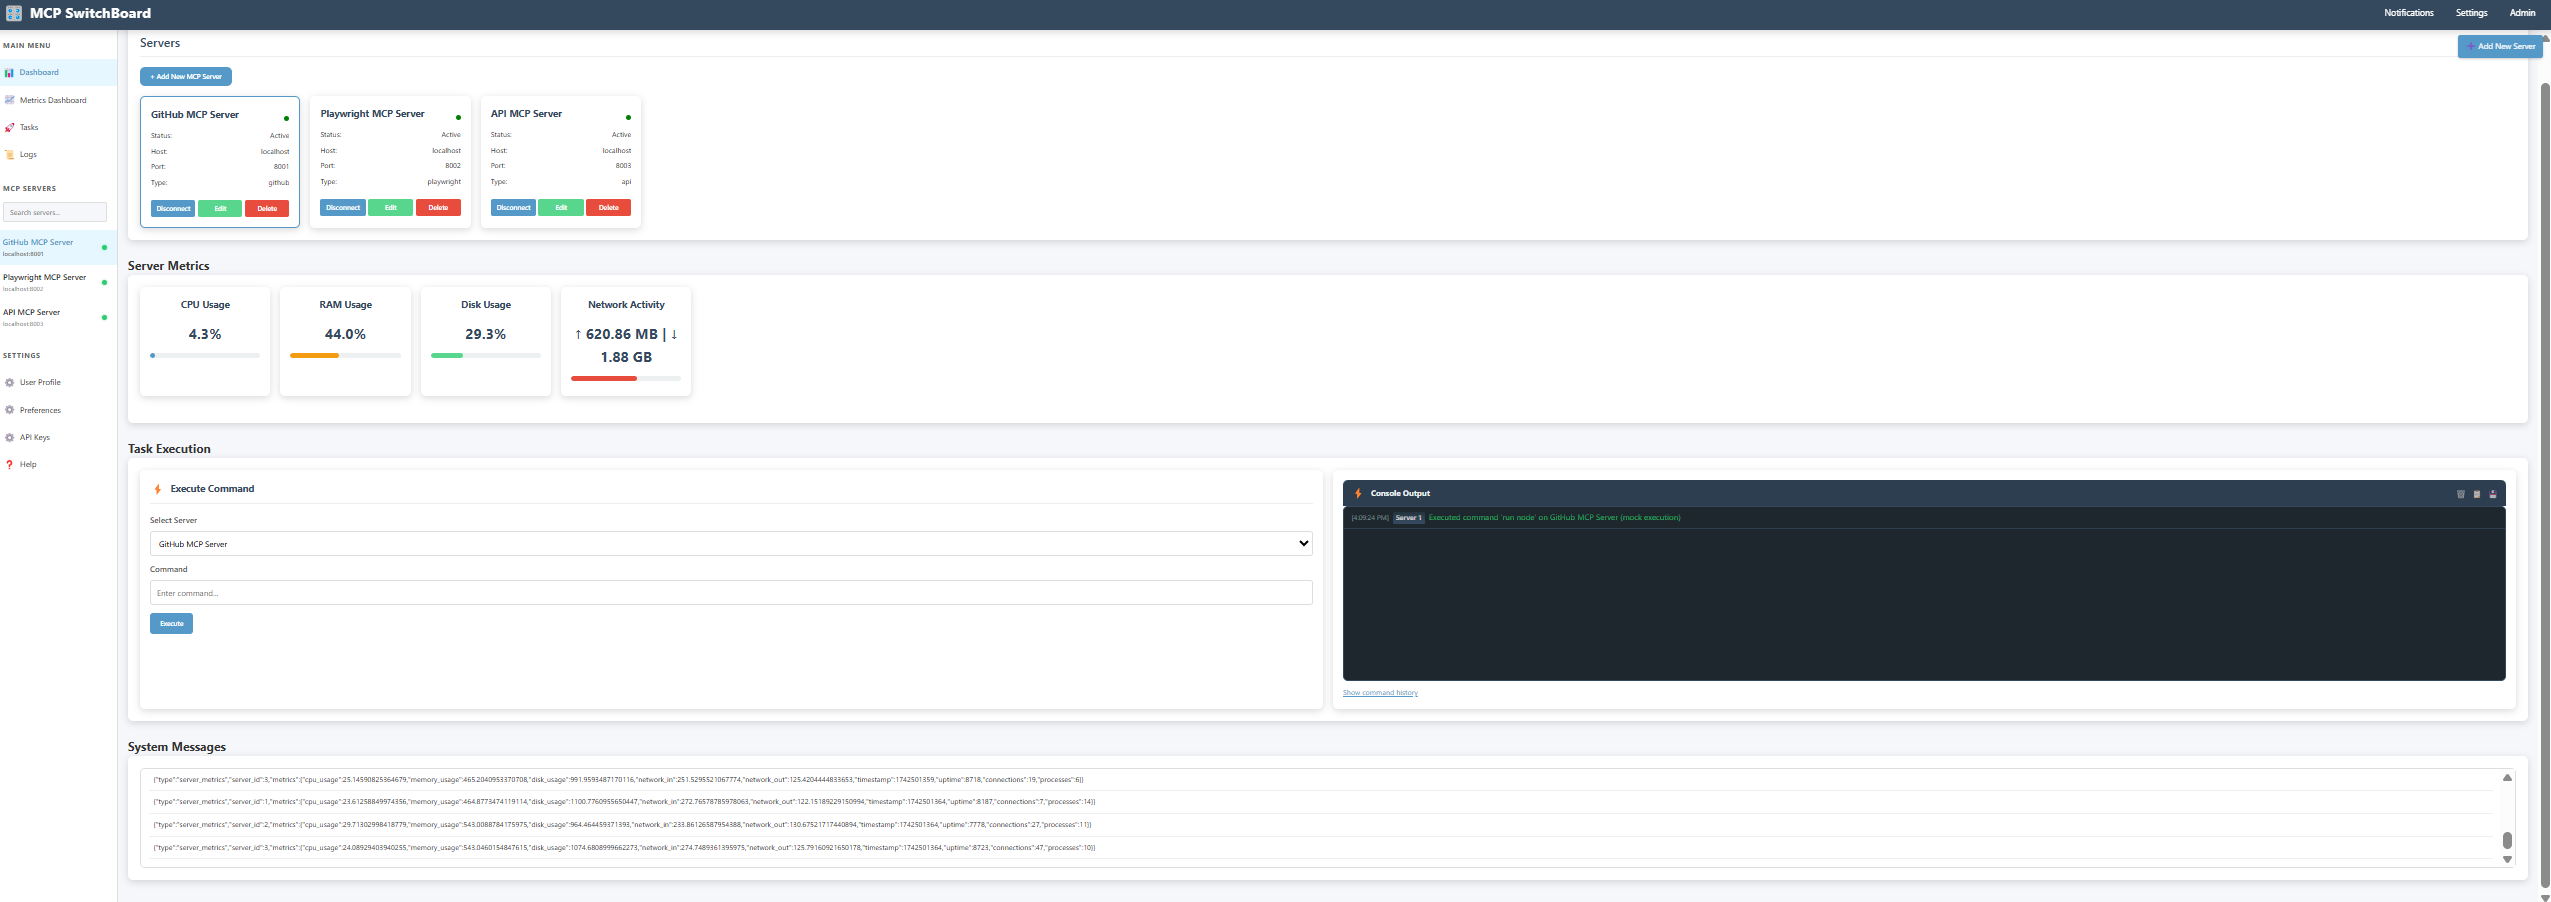 MCP SwitchBoard
Notifications Settings Admin
MAIN MENU
Dashboard
Metrics Dashboard
Tasks
Logs
MCP SERVERS
Search servers...
GitHub MCP Server
localhost:8001
Playwright MCP Server
localhost:8002
API MCP Server
localhost:8003
SETTINGS
User Profile
Preferences
API Keys
Help
Servers
+ Add New Server
+ Add New MCP Server
GitHub MCP Server
Status: Active
Host: localhost
Port: 8001
Type: github
Disconnect Edit Delete
Playwright MCP Server
Status: Active
Host: localhost
Port: 8002
Type: playwright
Disconnect Edit Delete
API MCP Server
Status: Active
Host: localhost
Port: 8003
Type: api
Disconnect Edit Delete
Server Metrics
CPU Usage
4.3%
RAM Usage
44.0%
Disk Usage
29.3%
Network Activity
↑ 620.86 MB | ↓
1.88 GB
Task Execution
Execute Command
Select Server
GitHub MCP Server
Command
Enter command...
Execute
Console Output
[4:09:24 PM] Server 1 Executed command 'run node' on GitHub MCP Server (mock execution)
Show command history
System Messages
{"type":"server_metrics","server_id":3,"metrics":{"cpu_usage":25.14590825364679,"memory_usage":465.2040953370708,"disk_usage":991.9593487170116,"network_in":251.5295521067774,"network_out":125.4204444833653,"timestamp":1742501359,"uptime":8718,"connections":19,"processes":6}}
{"type":"server_metrics","server_id":1,"metrics":{"cpu_usage":23.61258849974356,"memory_usage":464.8773474119114,"disk_usage":1100.7760955650447,"network_in":272.76578785978063,"network_out":122.15189229150994,"timestamp":1742501364,"uptime":8187,"connections":7,"processes":14}}
{"type":"server_metrics","server_id":2,"metrics":{"cpu_usage":29.71302998418779,"memory_usage":543.0088784175975,"disk_usage":964.464459371393,"network_in":233.86126587954388,"network_out":130.67521717440894,"timestamp":1742501364,"uptime":7778,"connections":27,"processes":11}}
{"type":"server_metrics","server_id":3,"metrics":{"cpu_usage":24.08929403940255,"memory_usage":543.0460154847615,"disk_usage":1074.6808999662273,"network_in":274.7489361395975,"network_out":125.79160921650178,"timestamp":1742501364,"uptime":8723,"connections":47,"processes":10}}